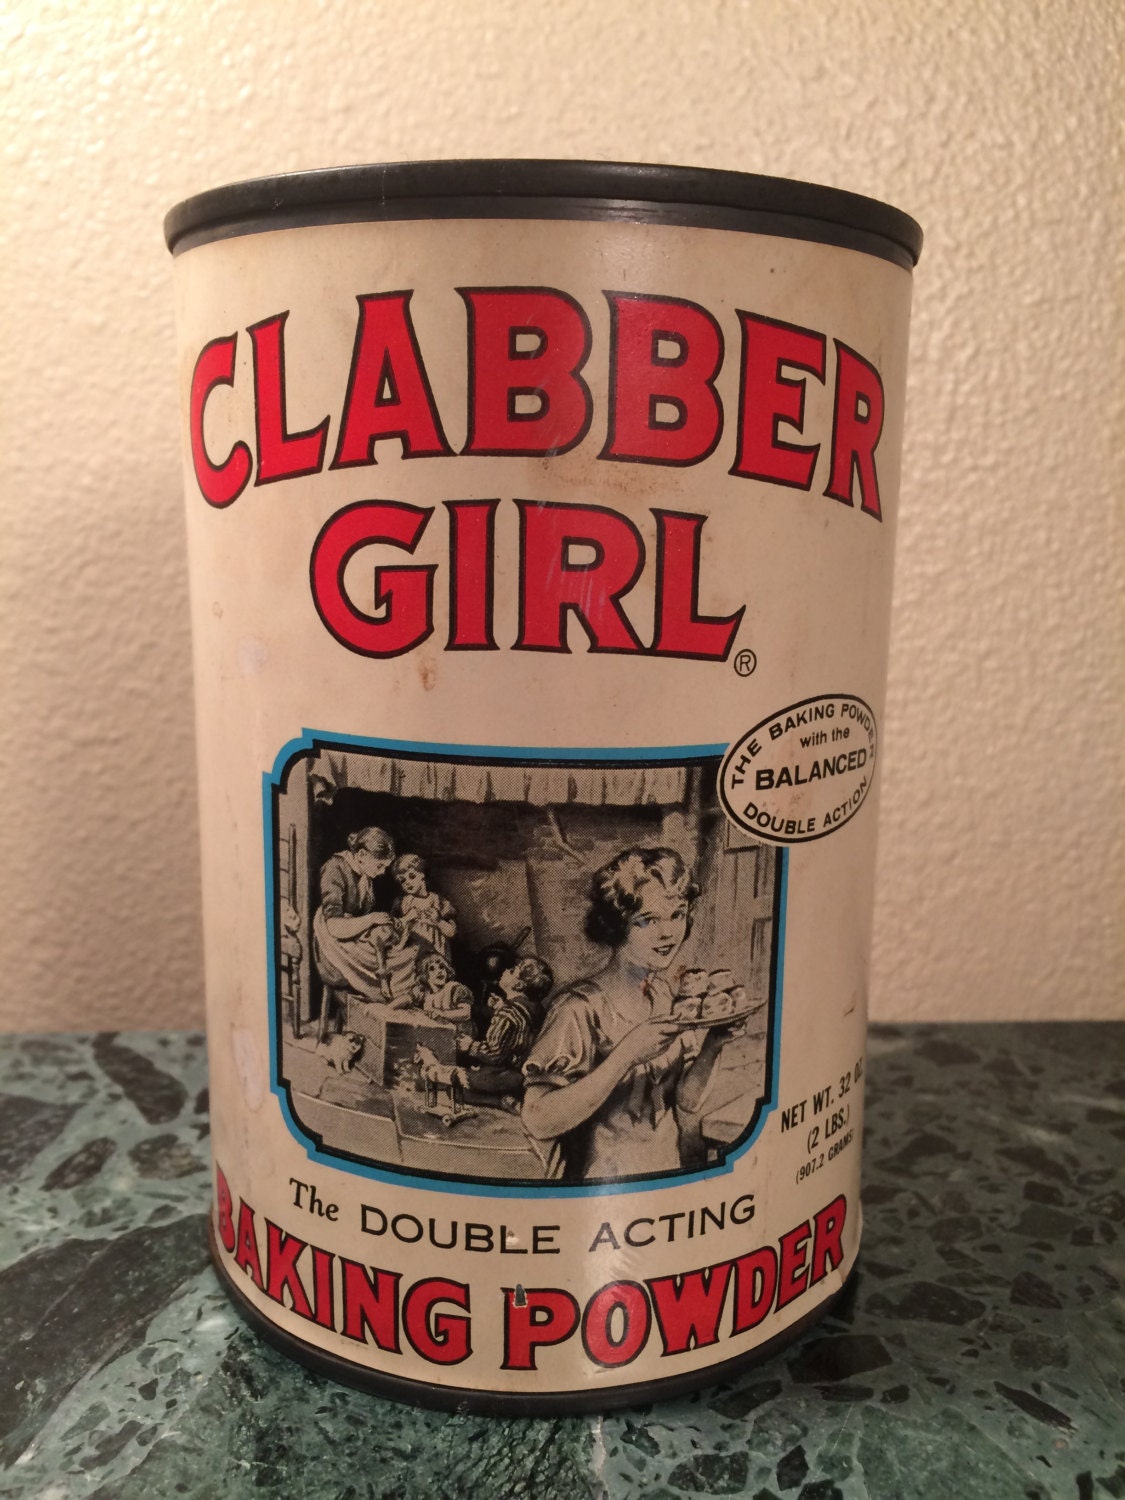 CLABBER
GIRL®
THE BAKING POWDER
with the
BALANCED
DOUBLE ACTION
NET WT. 32 OZ.
(2 LBS.)
(907.2 GRAMS)
The DOUBLE ACTING
BAKING POWDER